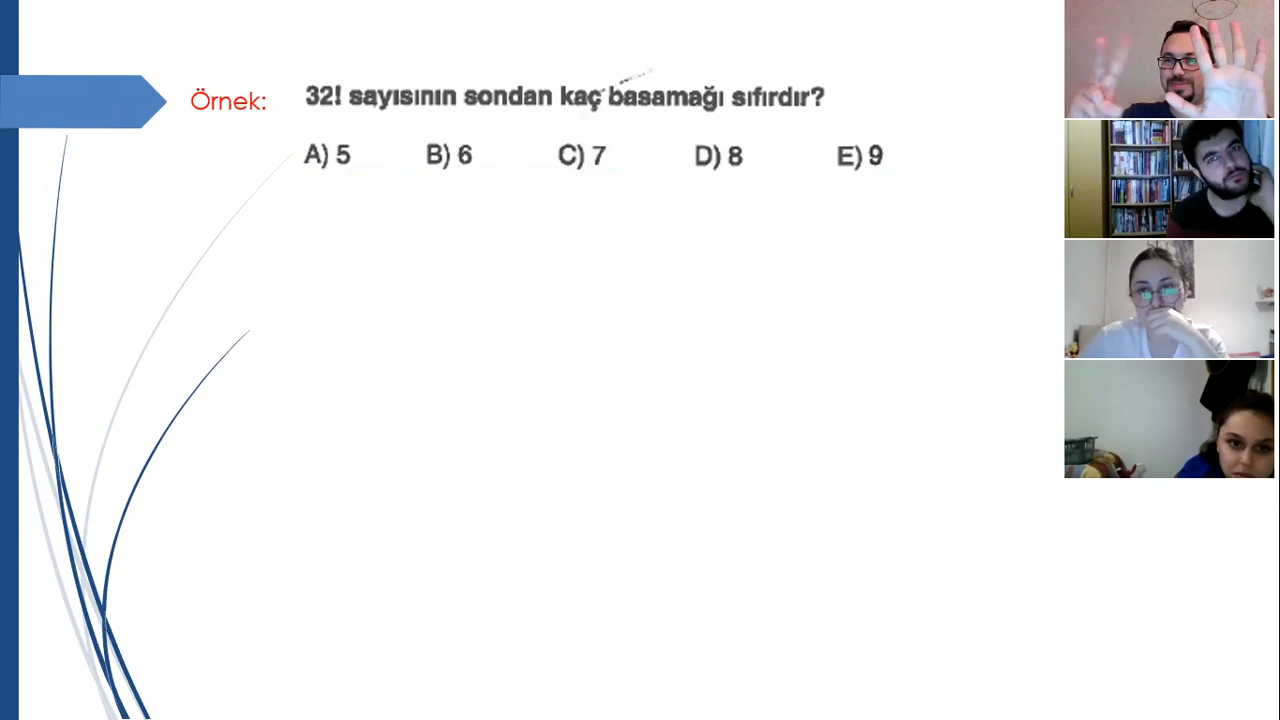 Örnek: 32! sayısının sondan kaç basamağı sıfırdır?
A) 5 B) 6 C) 7 D) 8 E) 9